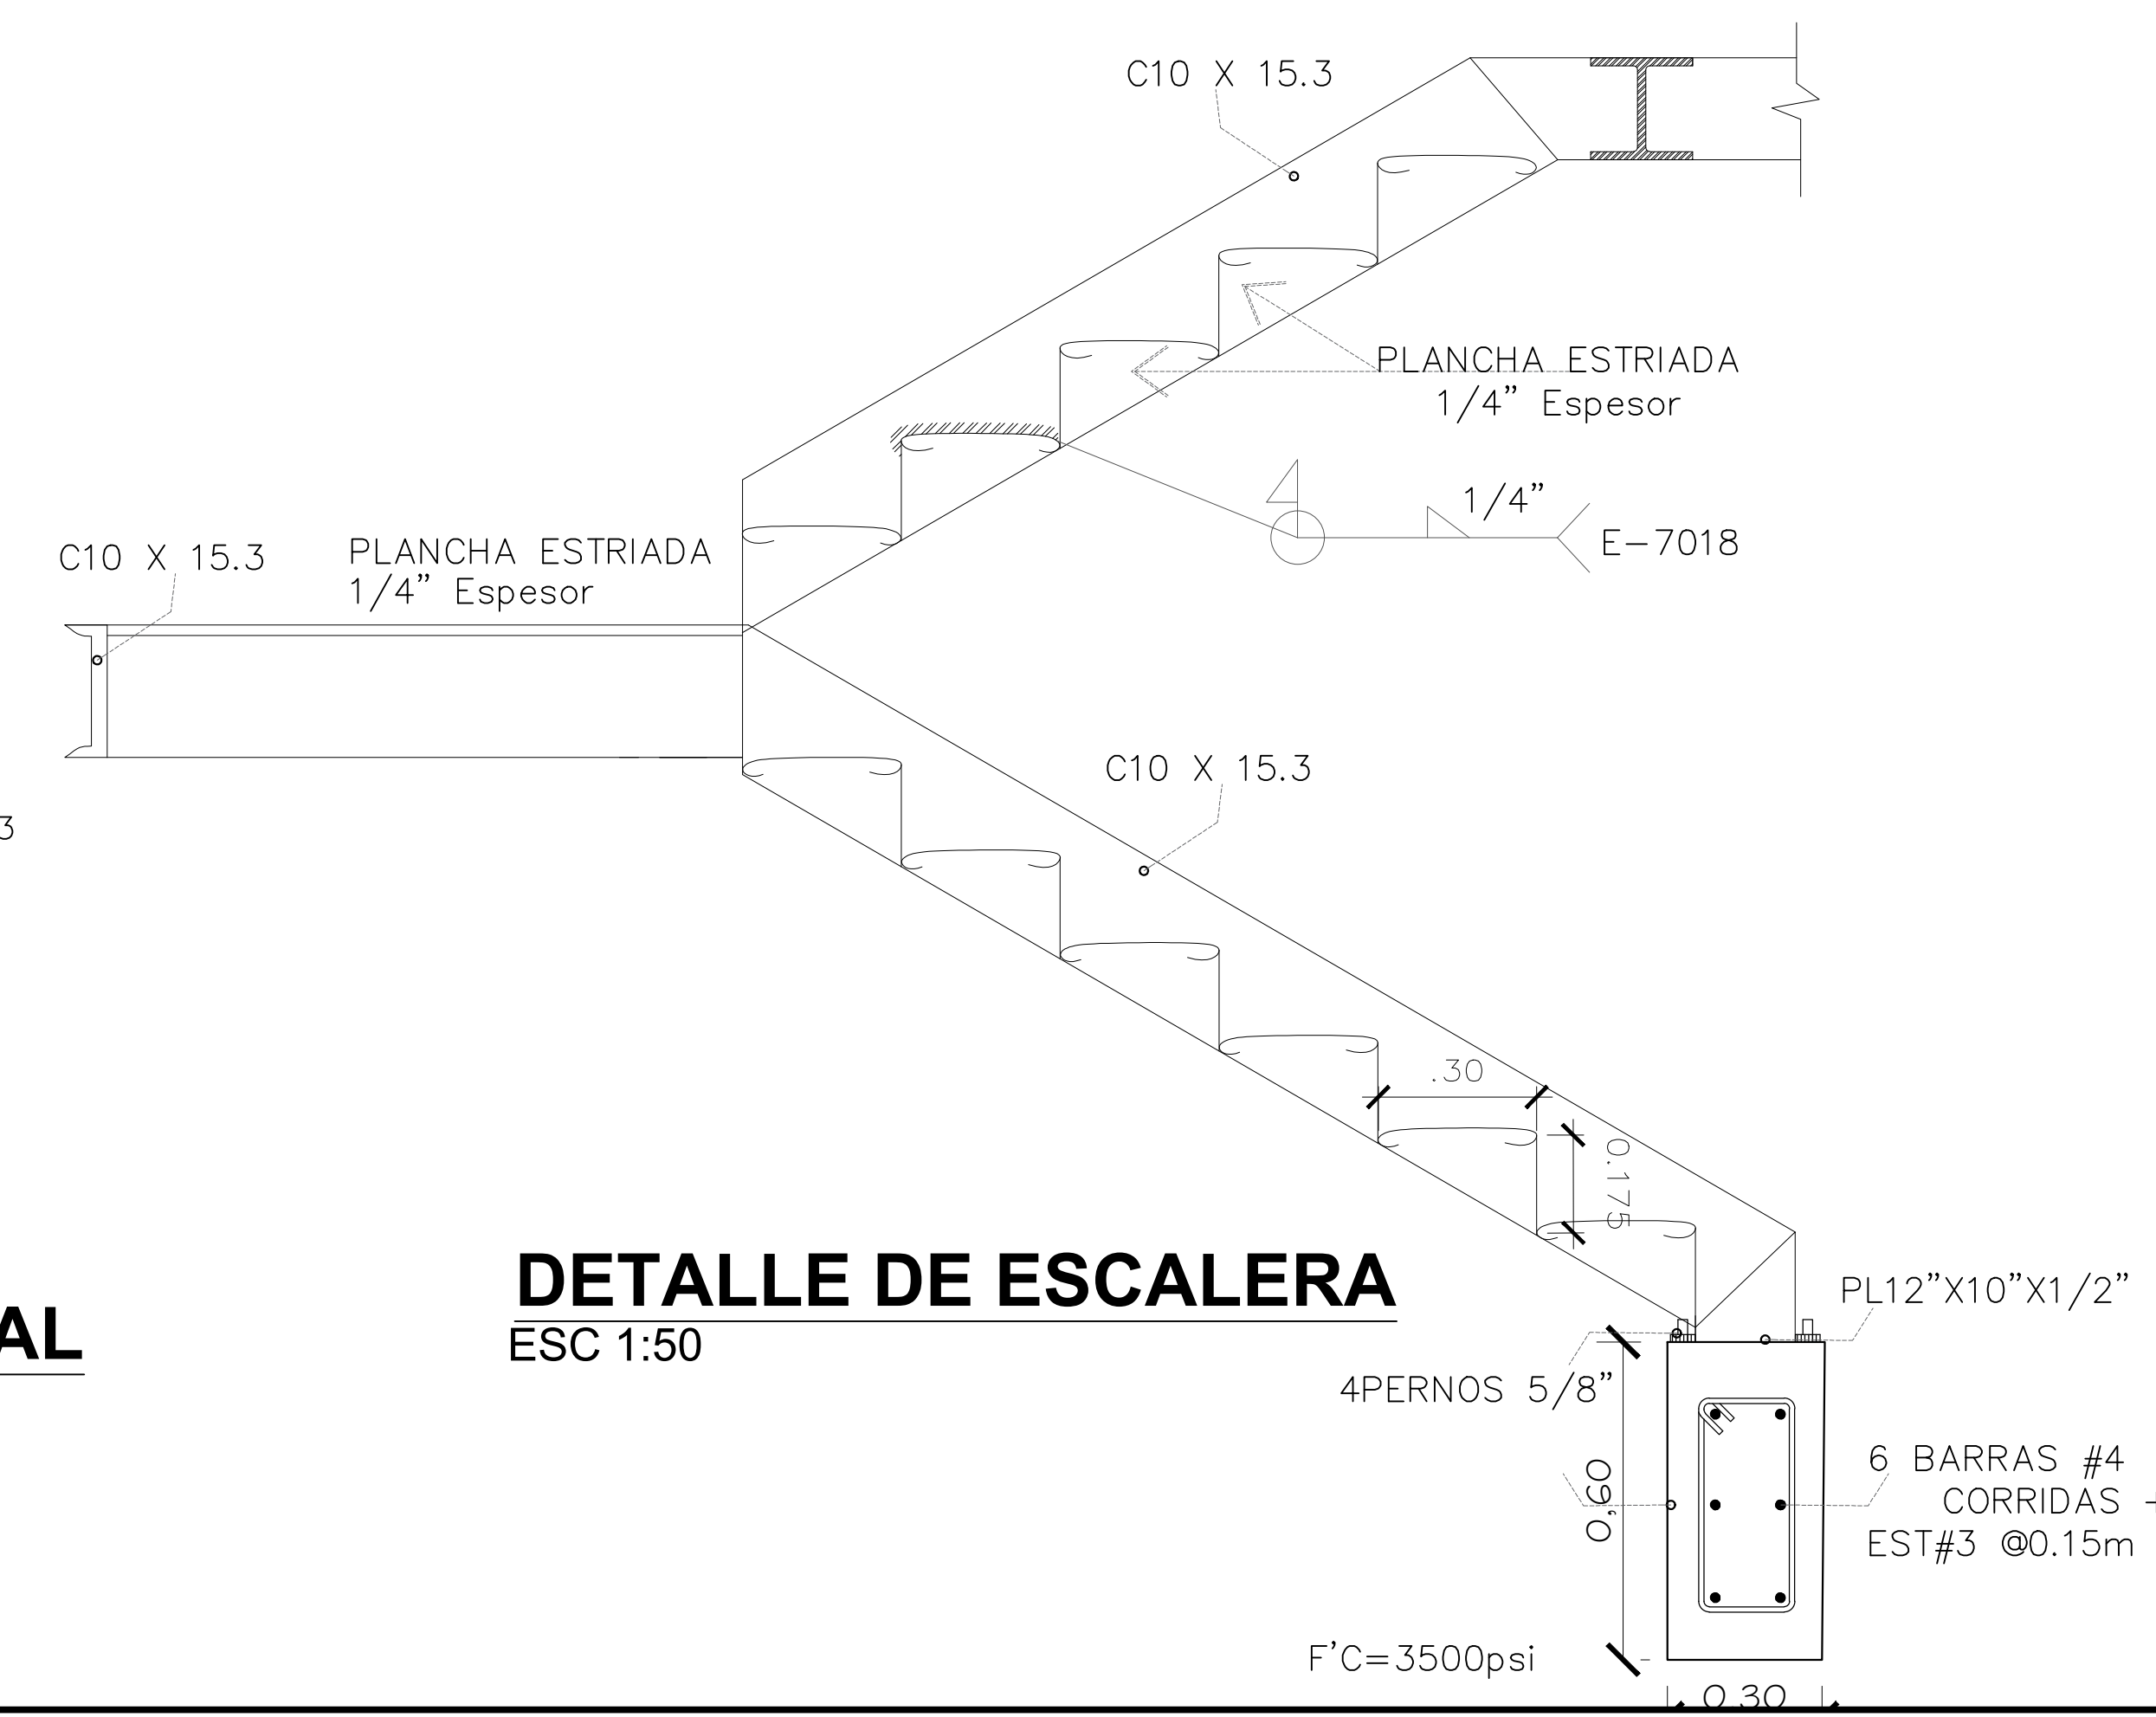 C10 X 15.3
PLANCHA ESTRIADA
1/4” Espesor
1/4”
E-7018
C10 X 15.3
PLANCHA ESTRIADA
1/4” Espesor
C10 X 15.3
3
.30
0.175
AL
DETALLE DE ESCALERA
ESC 1:50
PL12”X10”X1/2”
4PERNOS 5/8”
0,60
6 BARRAS #4
CORRIDAS +
EST#3 @0.15m
F'C=3500psi
0.30